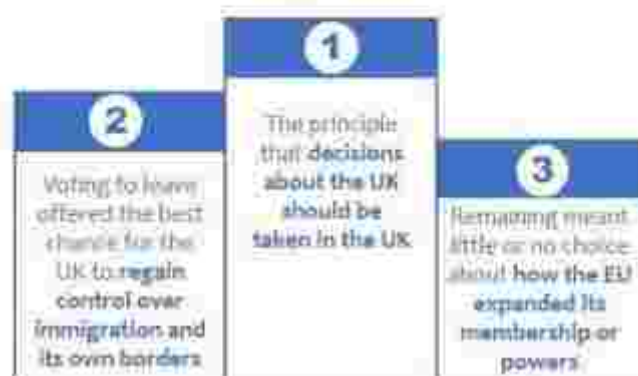 1
The principle
that decisions
about the UK
should be
taken in the UK
2
Voting to leave
offered the best
chance for the
UK to regain
control over
immigration and
its own borders
3
Remaining meant
little or no choice
about how the EU
expanded its
membership or
powers